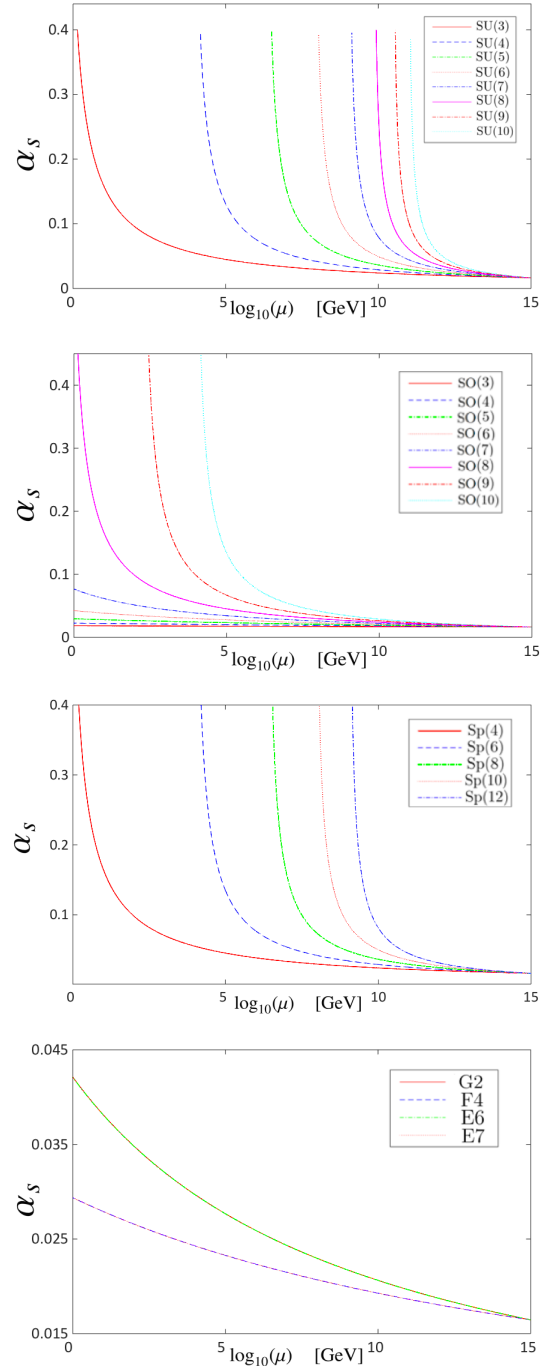 0.4
0.3
0.2
0.1
0
α_s
SU(3)
SU(4)
SU(5)
SU(6)
SU(7)
SU(8)
SU(9)
SU(10)
0 5 10 15
log₁₀(μ) [GeV]
0.4
0.3
0.2
0.1
0
α_s
SO(3)
SO(4)
SO(5)
SO(6)
SO(7)
SO(8)
SO(9)
SO(10)
0 5 10 15
log₁₀(μ) [GeV]
0.4
0.3
0.2
0.1
α_s
Sp(4)
Sp(6)
Sp(8)
Sp(10)
Sp(12)
0 5 10 15
log₁₀(μ) [GeV]
0.045
0.035
0.025
0.015
α_s
G2
F4
E6
E7
0 5 10 15
log₁₀(μ) [GeV]